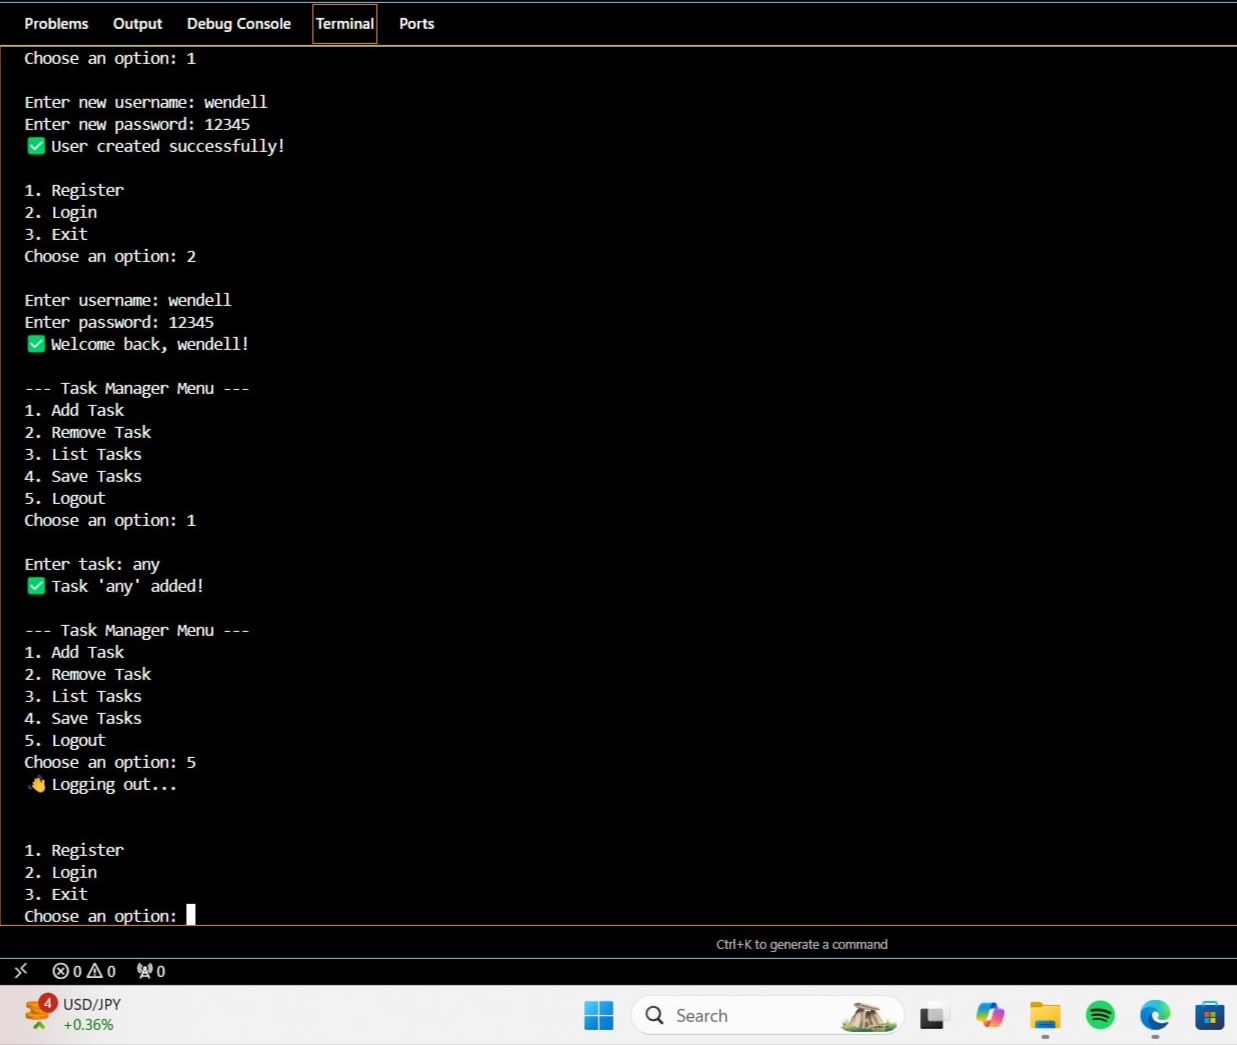 Problems Output Debug Console Terminal Ports
Choose an option: 1
Enter new username: wendell
Enter new password: 12345
✅ User created successfully!
1. Register
2. Login
3. Exit
Choose an option: 2
Enter username: wendell
Enter password: 12345
✅ Welcome back, wendell!
--- Task Manager Menu ---
1. Add Task
2. Remove Task
3. List Tasks
4. Save Tasks
5. Logout
Choose an option: 1
Enter task: any
✅ Task 'any' added!
--- Task Manager Menu ---
1. Add Task
2. Remove Task
3. List Tasks
4. Save Tasks
5. Logout
Choose an option: 5
👋 Logging out...
1. Register
2. Login
3. Exit
Choose an option:
Ctrl+K to generate a command
0 0 0
4 USD/JPY
+0.36%
Search